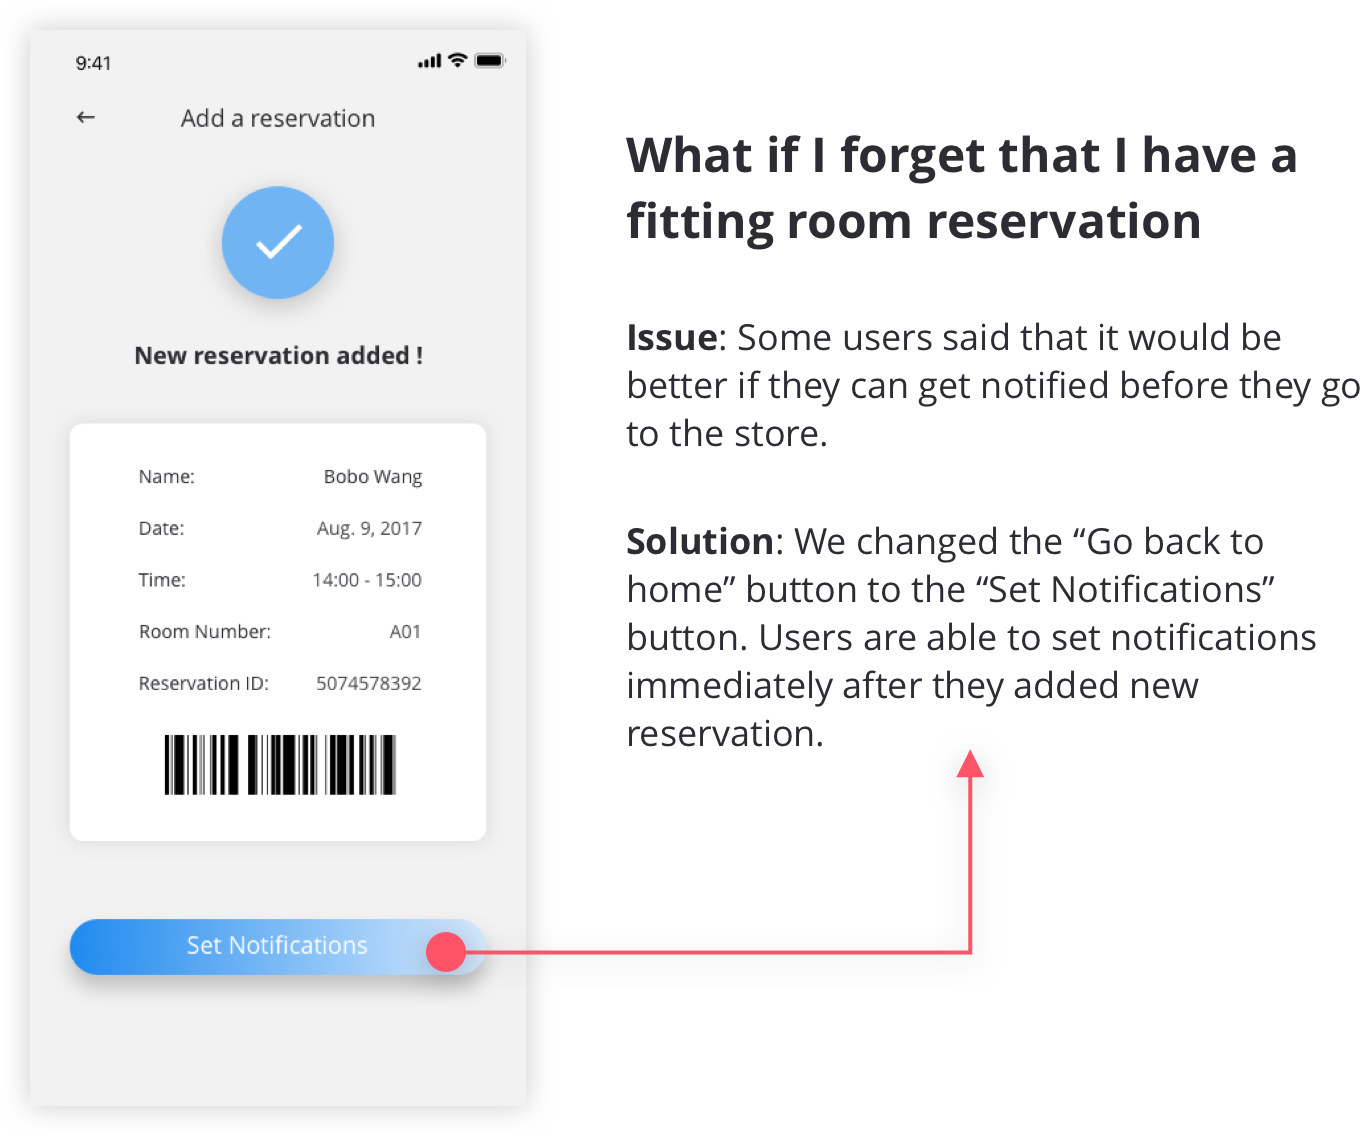 9:41
Add a reservation
New reservation added !
Name: Bobo Wang
Date: Aug. 9, 2017
Time: 14:00 - 15:00
Room Number: A01
Reservation ID: 5074578392
Set Notifications
What if I forget that I have a
fitting room reservation
Issue: Some users said that it would be
better if they can get notified before they go
to the store.
Solution: We changed the “Go back to
home” button to the “Set Notifications”
button. Users are able to set notifications
immediately after they added new
reservation.